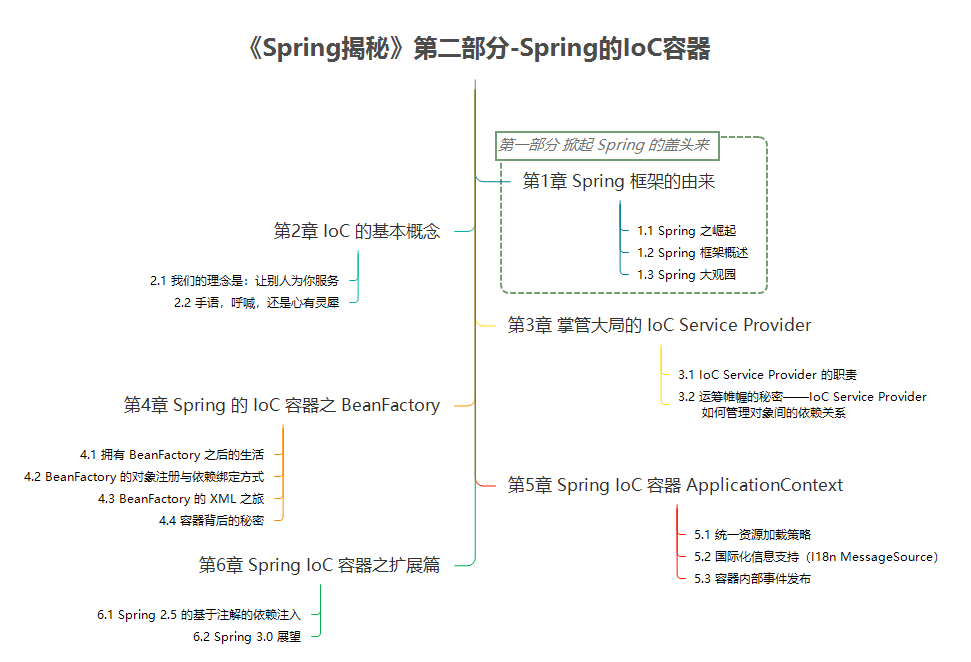 《Spring揭秘》第二部分-Spring的IoC容器
第一部分 掀起 Spring 的盖头来
第1章 Spring 框架的由来
1.1 Spring 之崛起
1.2 Spring 框架概述
1.3 Spring 大观园
第2章 IoC 的基本概念
2.1 我们的理念是：让别人为你服务
2.2 手语，呼喊，还是心有灵犀
第3章 掌管大局的 IoC Service Provider
3.1 IoC Service Provider 的职责
3.2 运筹帷幄的秘密——IoC Service Provider
如何管理对象间的依赖关系
第4章 Spring 的 IoC 容器之 BeanFactory
4.1 拥有 BeanFactory 之后的生活
4.2 BeanFactory 的对象注册与依赖绑定方式
4.3 BeanFactory 的 XML 之旅
4.4 容器背后的秘密
第5章 Spring IoC 容器 ApplicationContext
5.1 统一资源加载策略
5.2 国际化信息支持（I18n MessageSource）
5.3 容器内部事件发布
第6章 Spring IoC 容器之扩展篇
6.1 Spring 2.5 的基于注解的依赖注入
6.2 Spring 3.0 展望